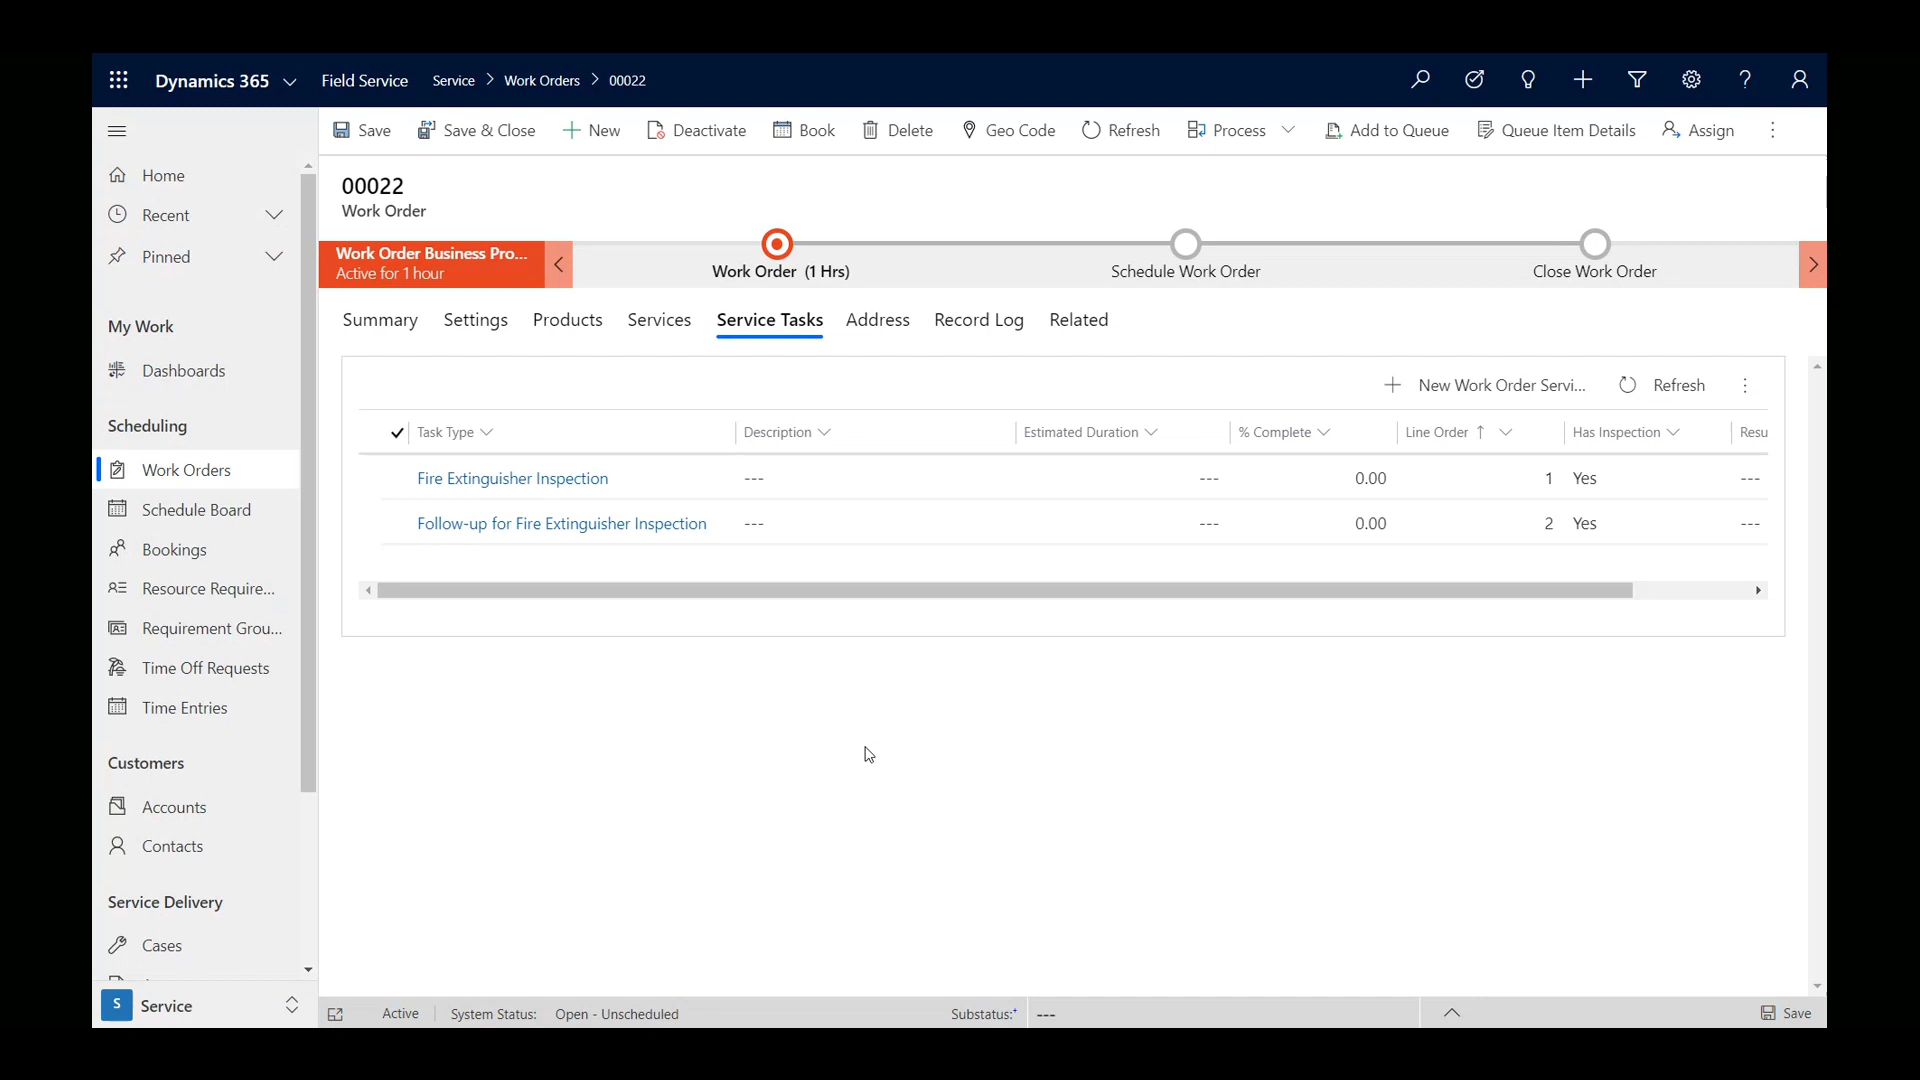 Dynamics 365 Field Service Service > Work Orders > 00022
Save Save & Close New Deactivate Book Delete Geo Code Refresh Process Add to Queue Queue Item Details Assign
Home
Recent
Pinned
My Work
Dashboards
Scheduling
Work Orders
Schedule Board
Bookings
Resource Require...
Requirement Grou...
Time Off Requests
Time Entries
Customers
Accounts
Contacts
Service Delivery
Cases
S Service
00022
Work Order
Work Order Business Pro...
Active for 1 hour
Work Order (1 Hrs) Schedule Work Order Close Work Order
Summary Settings Products Services Service Tasks Address Record Log Related
New Work Order Servi... Refresh
Task Type Description Estimated Duration % Complete Line Order ↑ Has Inspection Resu
Fire Extinguisher Inspection --- --- 0.00 1 Yes ---
Follow-up for Fire Extinguisher Inspection --- --- 0.00 2 Yes ---
Active System Status: Open - Unscheduled Substatus:+ --- Save